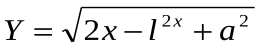 Y = √(2x − l^{2x} + a^2)